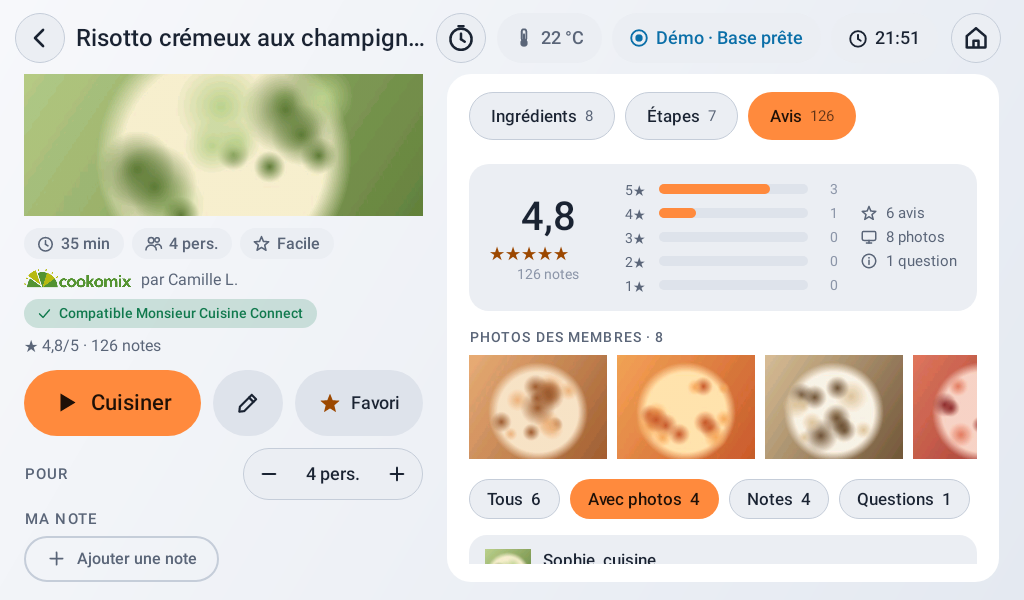 Risotto crémeux aux champign…
22 °C
Démo · Base prête
21:51
35 min
4 pers.
Facile
cookomix
par Camille L.
Compatible Monsieur Cuisine Connect
★ 4,8/5 · 126 notes
Cuisiner
Favori
POUR
4 pers.
MA NOTE
Ajouter une note
Ingrédients 8
Étapes 7
Avis 126
4,8
★★★★★
126 notes
5★ 3
4★ 1
3★ 0
2★ 0
1★ 0
6 avis
8 photos
1 question
PHOTOS DES MEMBRES · 8
Tous 6
Avec photos 4
Notes 4
Questions 1
Sophie_cuisine